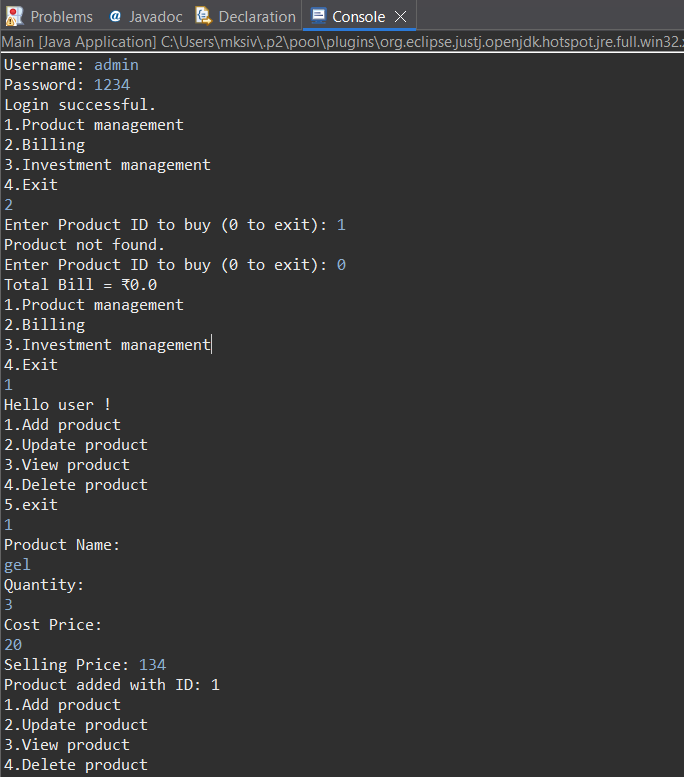 Problems @ Javadoc Declaration Console
Main [Java Application] C:\Users\mksiv\.p2\pool\plugins\org.eclipse.justj.openjdk.hotspot.jre.full.win32.
Username: admin
Password: 1234
Login successful.
1.Product management
2.Billing
3.Investment management
4.Exit
2
Enter Product ID to buy (0 to exit): 1
Product not found.
Enter Product ID to buy (0 to exit): 0
Total Bill = ₹0.0
1.Product management
2.Billing
3.Investment management
4.Exit
1
Hello user !
1.Add product
2.Update product
3.View product
4.Delete product
5.exit
1
Product Name:
gel
Quantity:
3
Cost Price:
20
Selling Price: 134
Product added with ID: 1
1.Add product
2.Update product
3.View product
4.Delete product